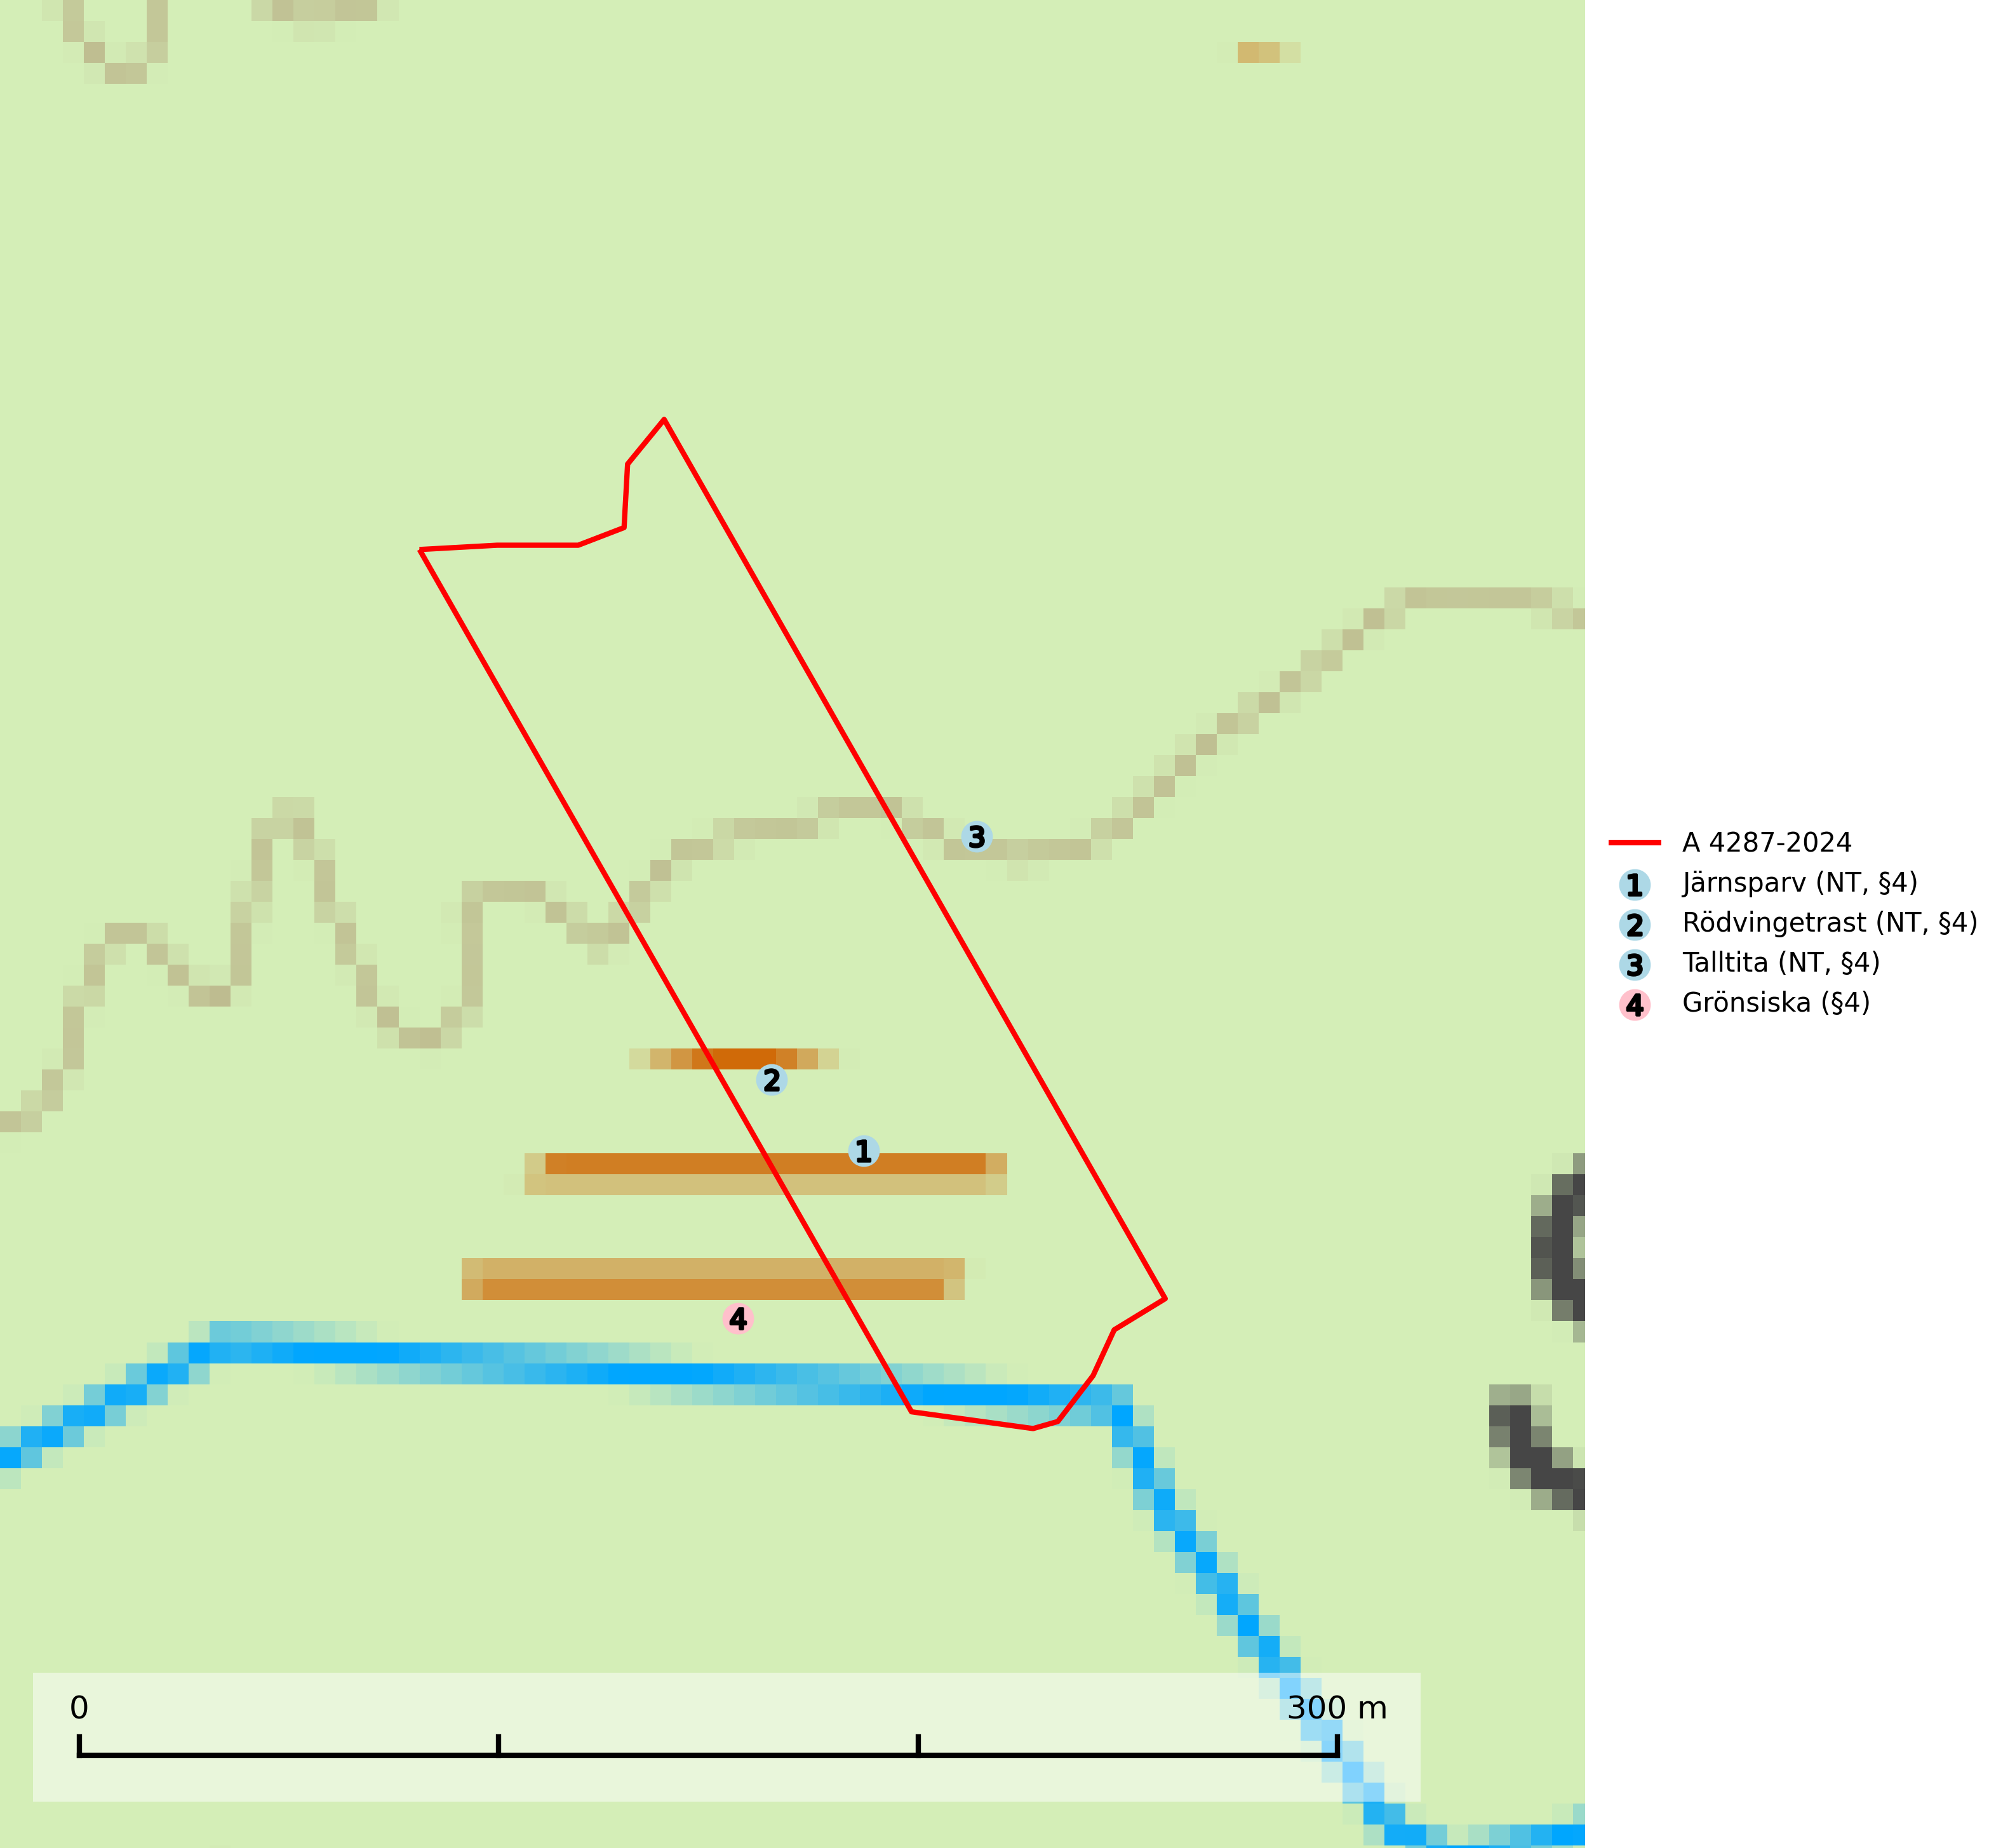 3
2
1
4
0 300 m
A 4287-2024
1 Järnsparv (NT, §4)
2 Rödvingetrast (NT, §4)
3 Talltita (NT, §4)
4 Grönsiska (§4)